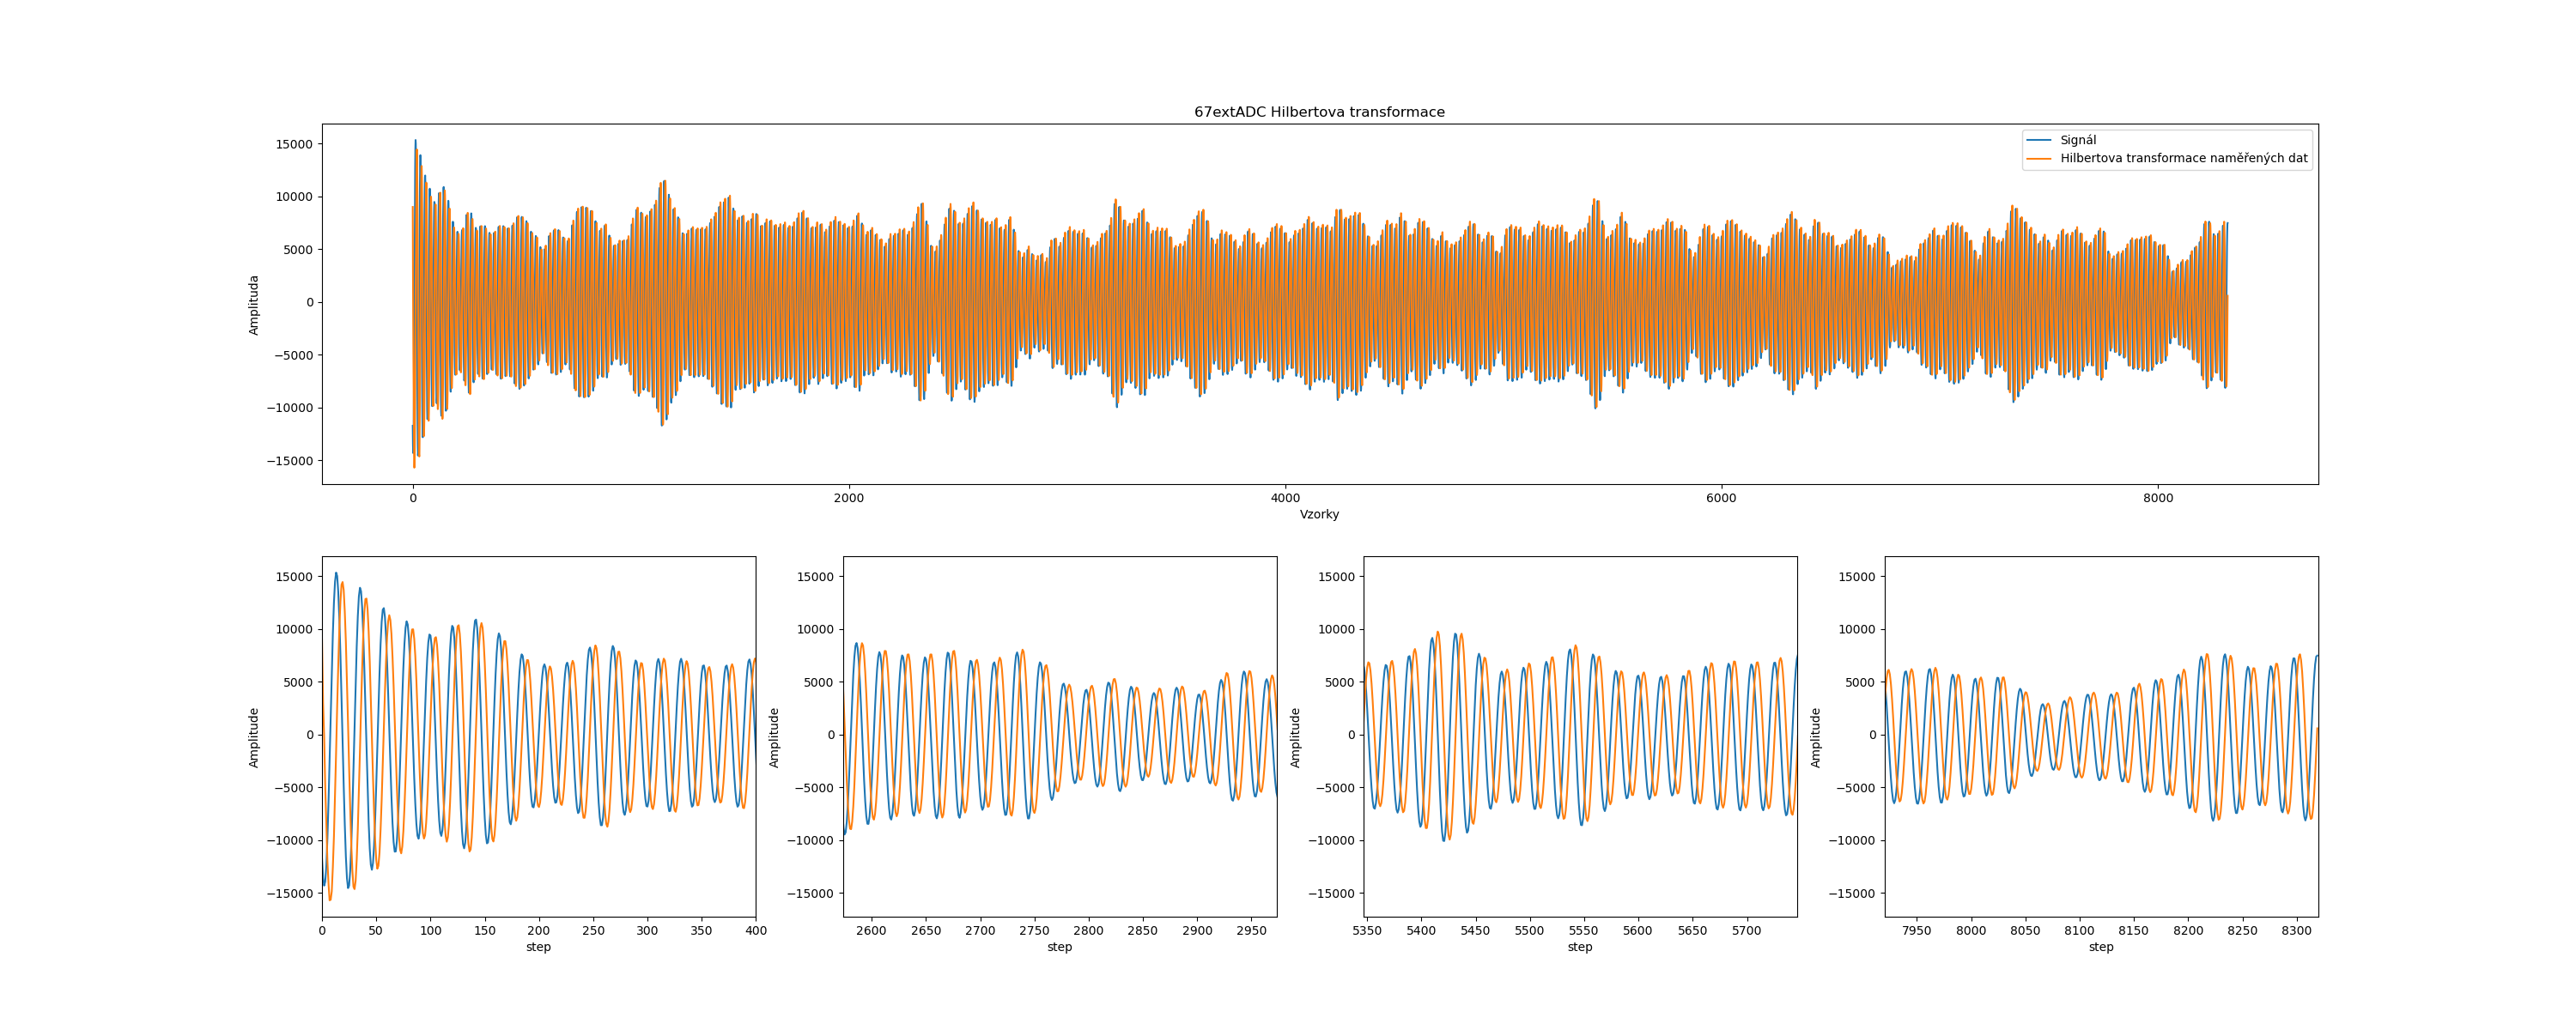 67extADC Hilbertova transformace
Signál
Hilbertova transformace naměřených dat
15000
10000
5000
0
−5000
−10000
−15000
Amplituda
0 2000 4000 6000 8000
Vzorky
15000
10000
5000
0
−5000
−10000
−15000
Amplitude
0 50 100 150 200 250 300 350 400
step
15000
10000
5000
0
−5000
−10000
−15000
Amplitude
2600 2650 2700 2750 2800 2850 2900 2950
step
15000
10000
5000
0
−5000
−10000
−15000
Amplitude
5350 5400 5450 5500 5550 5600 5650 5700
step
15000
10000
5000
0
−5000
−10000
−15000
Amplitude
7950 8000 8050 8100 8150 8200 8250 8300
step